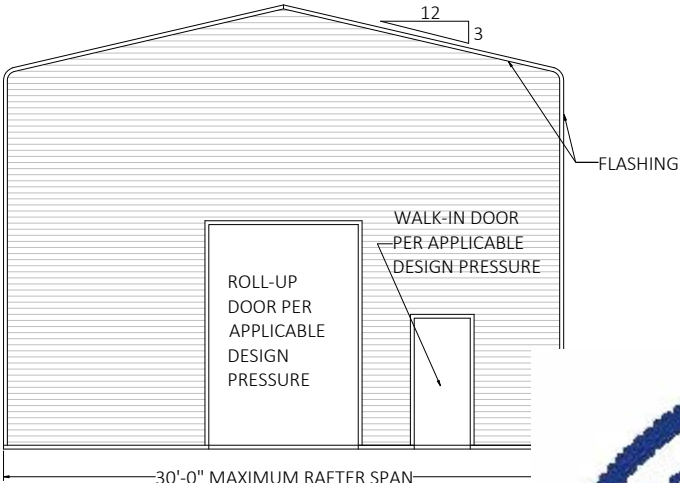 12
3
FLASHING
WALK-IN DOOR
PER APPLICABLE
DESIGN PRESSURE
ROLL-UP
DOOR PER
APPLICABLE
DESIGN
PRESSURE
30'-0" MAXIMUM RAFTER SPAN